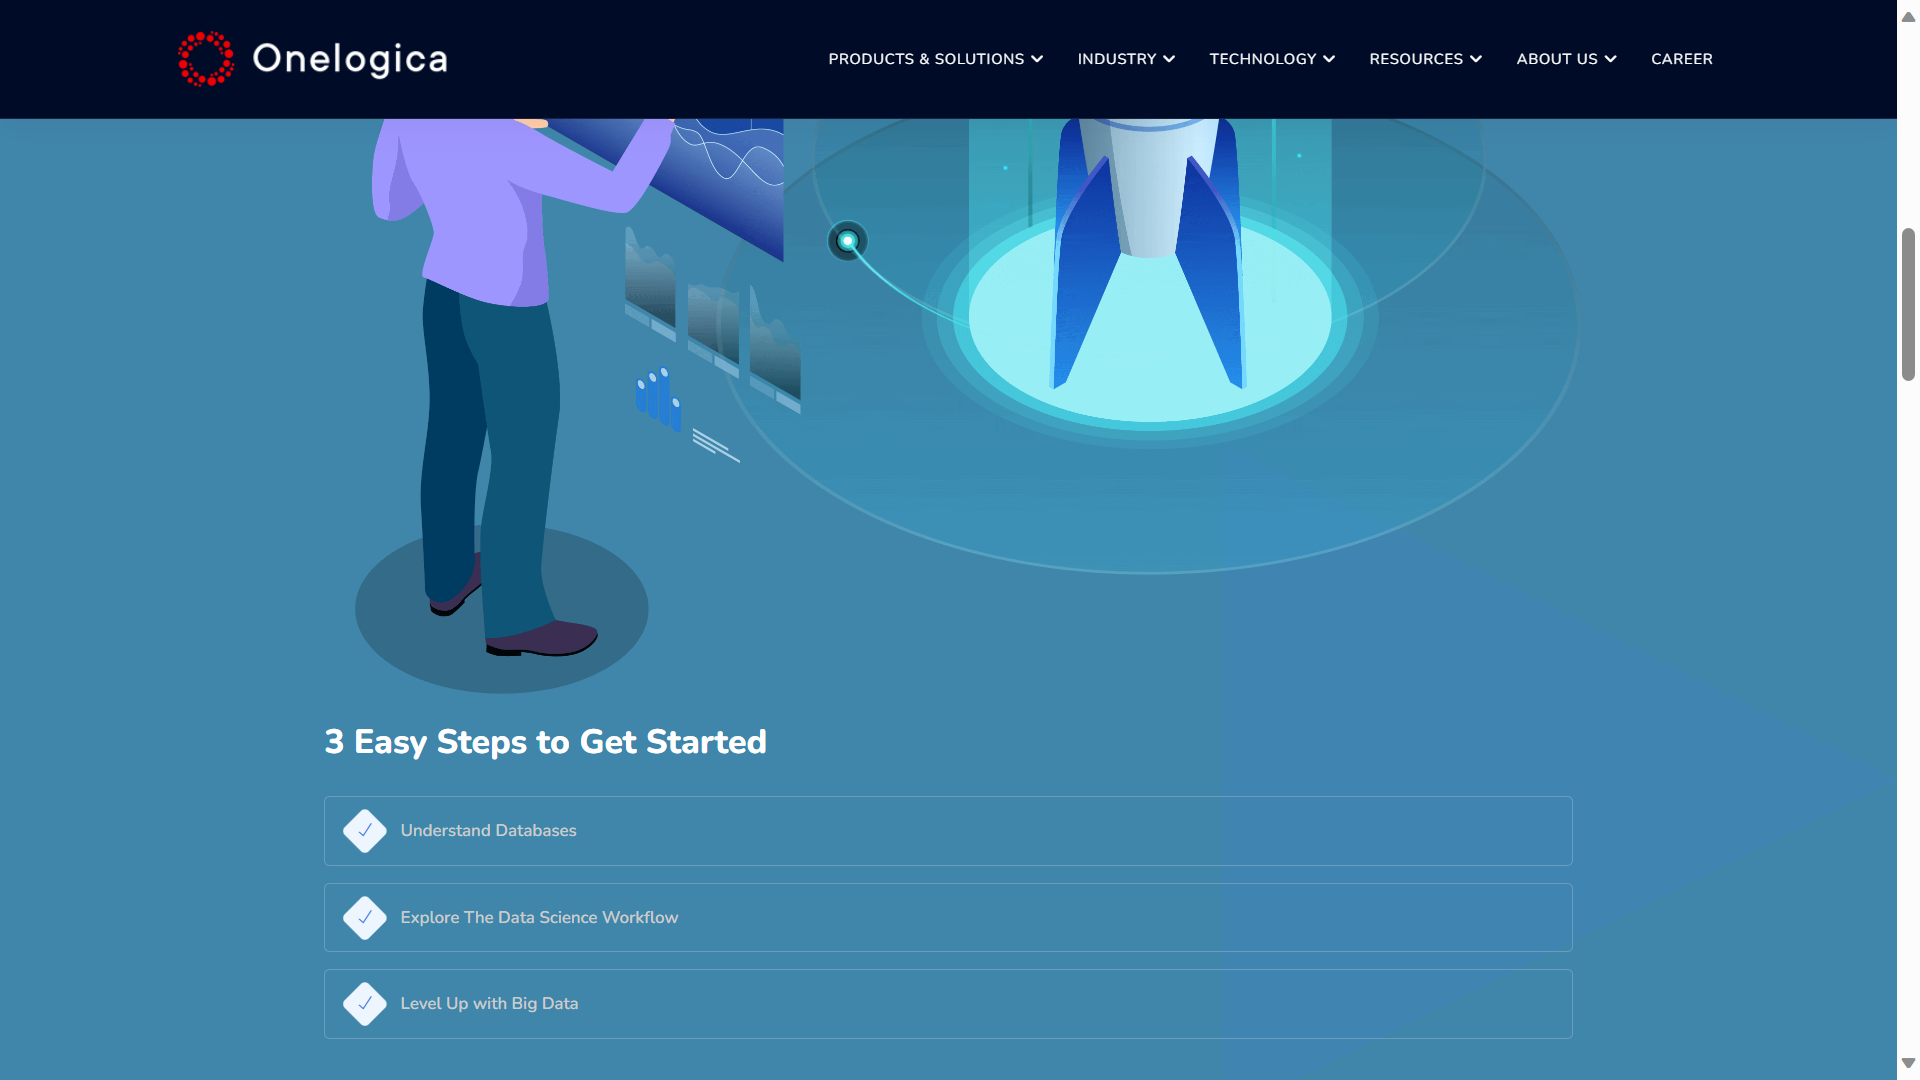 Onelogica
PRODUCTS & SOLUTIONS
INDUSTRY
TECHNOLOGY
RESOURCES
ABOUT US
CAREER
3 Easy Steps to Get Started
Understand Databases
Explore The Data Science Workflow
Level Up with Big Data